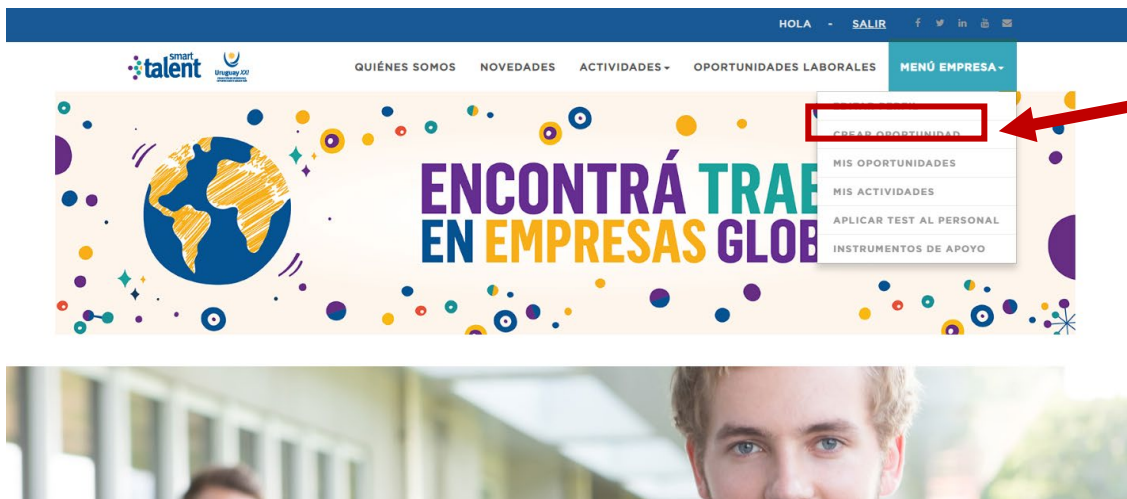 HOLA - SALIR
smart
talent
Uruguay XXI
QUIÉNES SOMOS NOVEDADES ACTIVIDADES OPORTUNIDADES LABORALES MENÚ EMPRESA
CREAR OPORTUNIDAD
MIS OPORTUNIDADES
MIS ACTIVIDADES
APLICAR TEST AL PERSONAL
INSTRUMENTOS DE APOYO
ENCONTRÁ TRAB
EN EMPRESAS GLOB